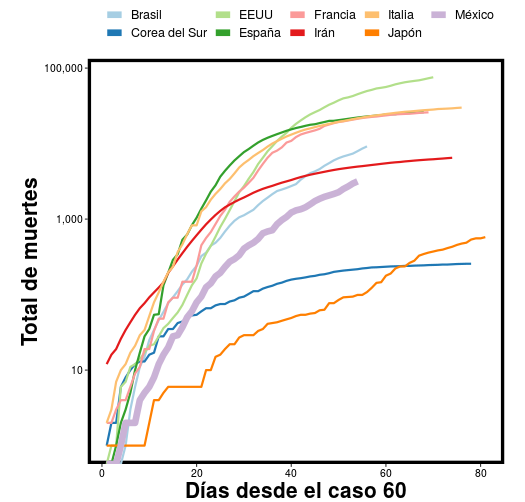 Brasil EEUU Francia Italia México
Corea del Sur España Irán Japón
100,000
1,000
10
Total de muertes
0 20 40 60 80
Días desde el caso 60